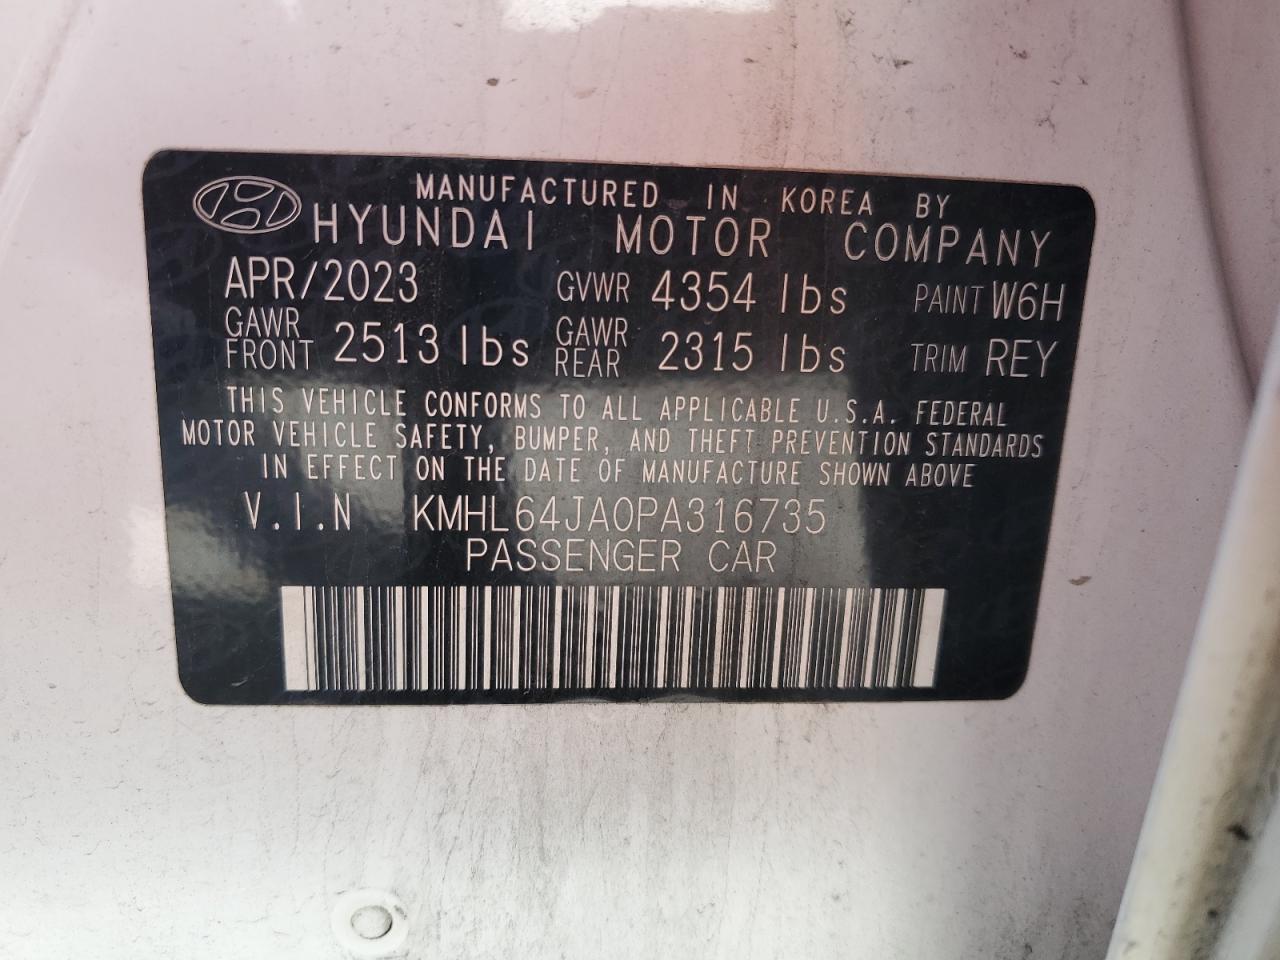 MANUFACTURED IN KOREA BY
HYUNDAI MOTOR COMPANY
APR/2023 GVWR 4354 lbs PAINT W6H
GAWR FRONT 2513 lbs GAWR REAR 2315 lbs TRIM REY
THIS VEHICLE CONFORMS TO ALL APPLICABLE U.S.A. FEDERAL
MOTOR VEHICLE SAFETY, BUMPER, AND THEFT PREVENTION STANDARDS
IN EFFECT ON THE DATE OF MANUFACTURE SHOWN ABOVE
V.I.N KMHL64JA0PA316735
PASSENGER CAR